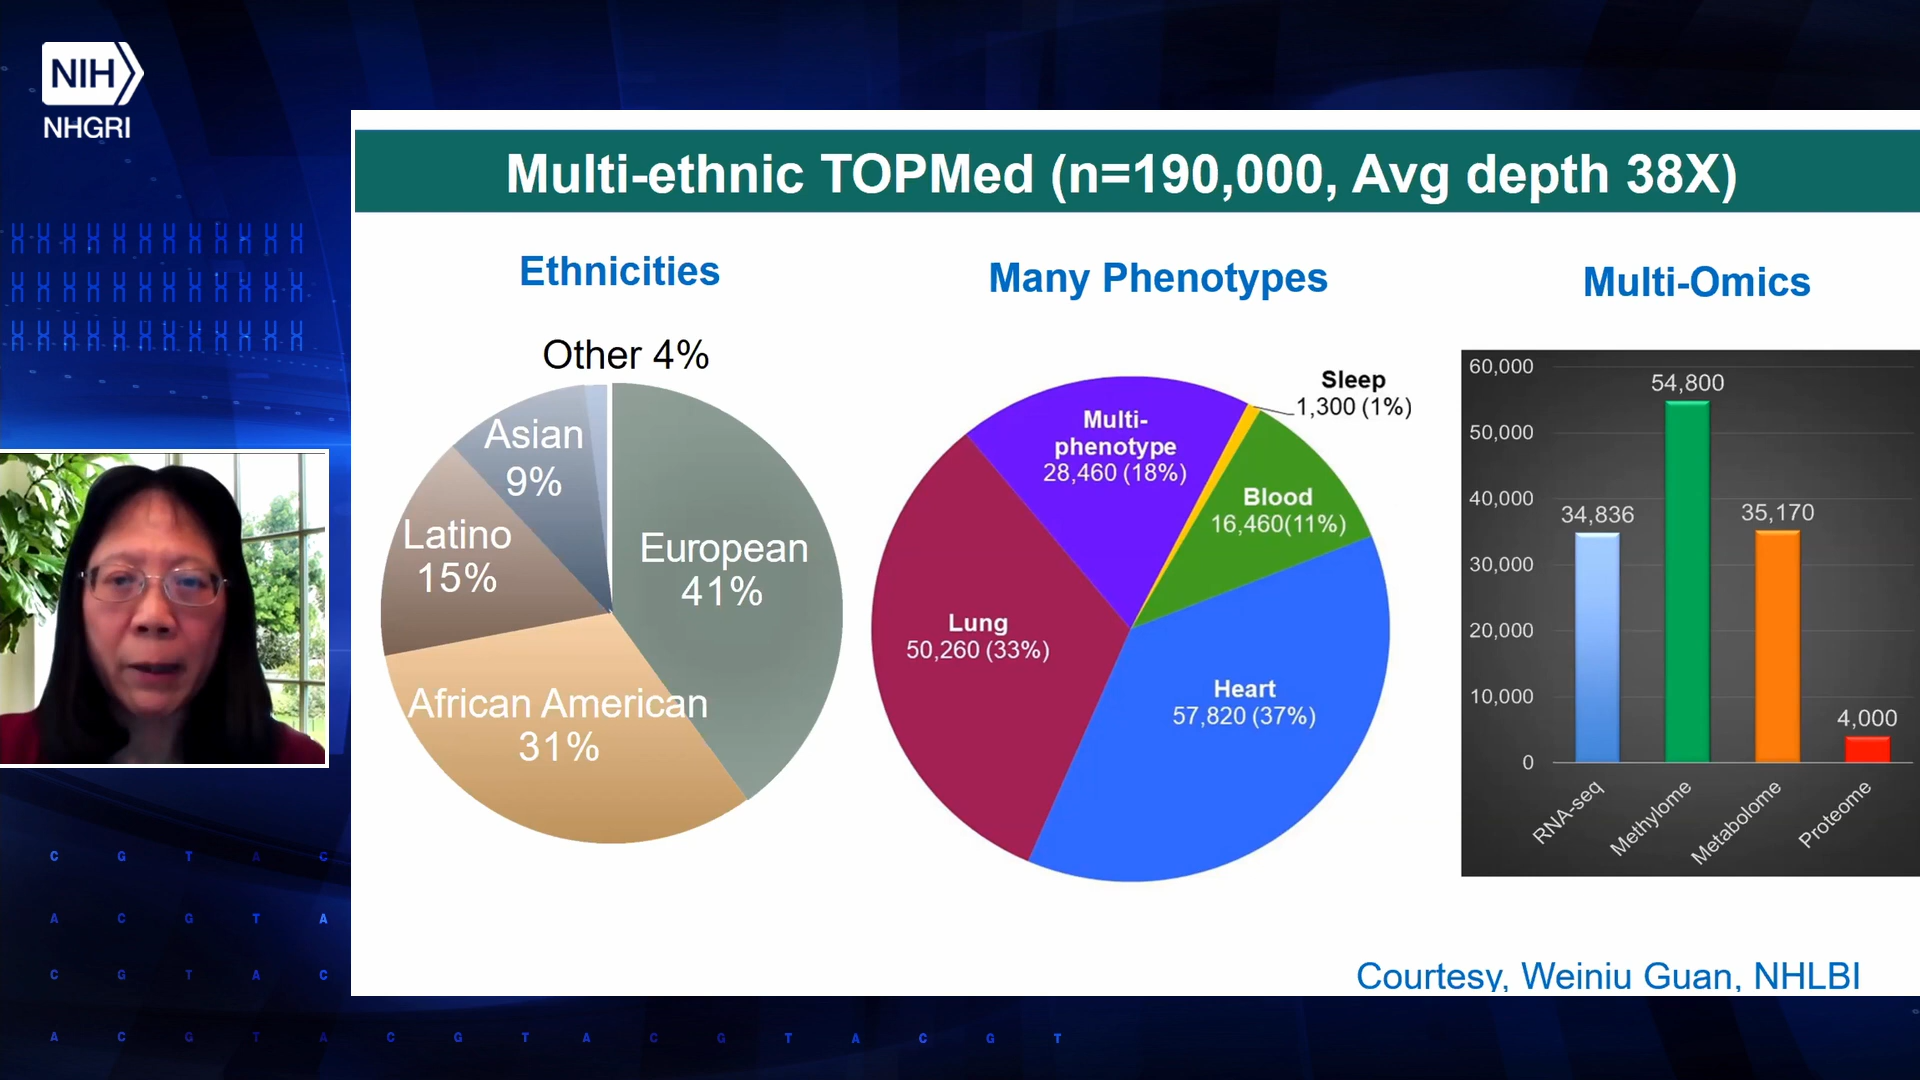 NIH
NHGRI
Multi-ethnic TOPMed (n=190,000, Avg depth 38X)
Ethnicities
Other 4%
Asian
9%
Latino
15%
European
41%
African American
31%
Many Phenotypes
Sleep
1,300 (1%)
Multi-
phenotype
28,460 (18%)
Blood
16,460(11%)
Lung
50,260 (33%)
Heart
57,820 (37%)
Multi-Omics
60,000
50,000
40,000
30,000
20,000
10,000
0
34,836
54,800
35,170
4,000
RNA-seq
Methylome
Metabolome
Proteome
Courtesy, Weiniu Guan, NHLBI
C G T A C
A C G T A
C G T A C
A C G T A C G T A C G T A C G T